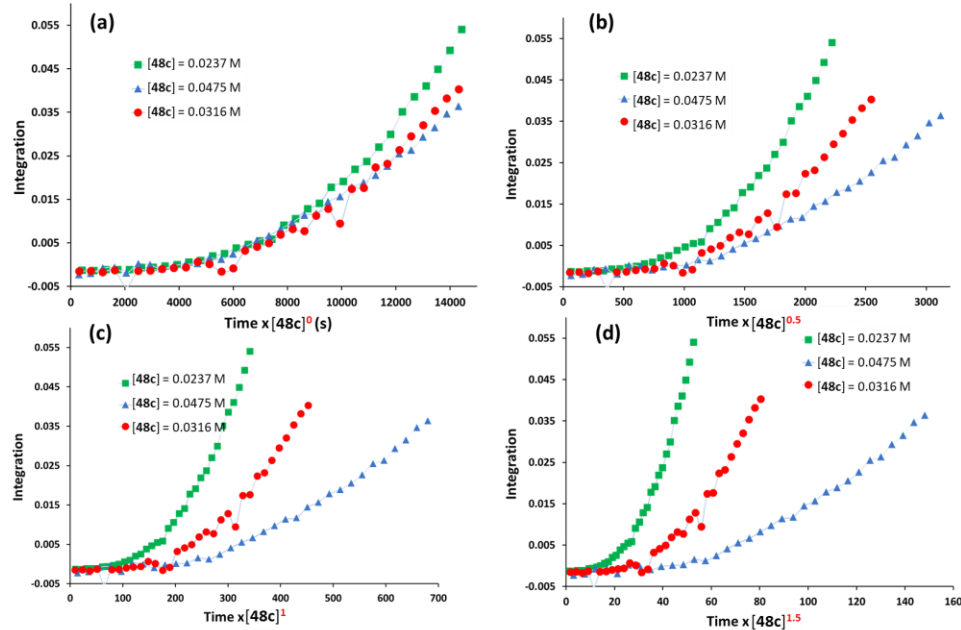 (a)
0.055
0.045
0.035
0.025
0.015
0.005
-0.005
Integration
[48c] = 0.0237 M
[48c] = 0.0475 M
[48c] = 0.0316 M
0 2000 4000 6000 8000 10000 12000 14000
Time x [48c]⁰ (s)
(b)
0.055
0.045
0.035
0.025
0.015
0.005
-0.005
Integration
[48c] = 0.0237 M
[48c] = 0.0475 M
[48c] = 0.0316 M
0 500 1000 1500 2000 2500 3000
Time x [48c]⁰·⁵
(c)
0.055
0.045
0.035
0.025
0.015
0.005
-0.005
Integration
[48c] = 0.0237 M
[48c] = 0.0475 M
[48c] = 0.0316 M
0 100 200 300 400 500 600 700
Time x [48c]¹
(d)
0.055
0.045
0.035
0.025
0.015
0.005
-0.005
Integration
[48c] = 0.0237 M
[48c] = 0.0475 M
[48c] = 0.0316 M
0 20 40 60 80 100 120 140 160
Time x [48c]¹·⁵